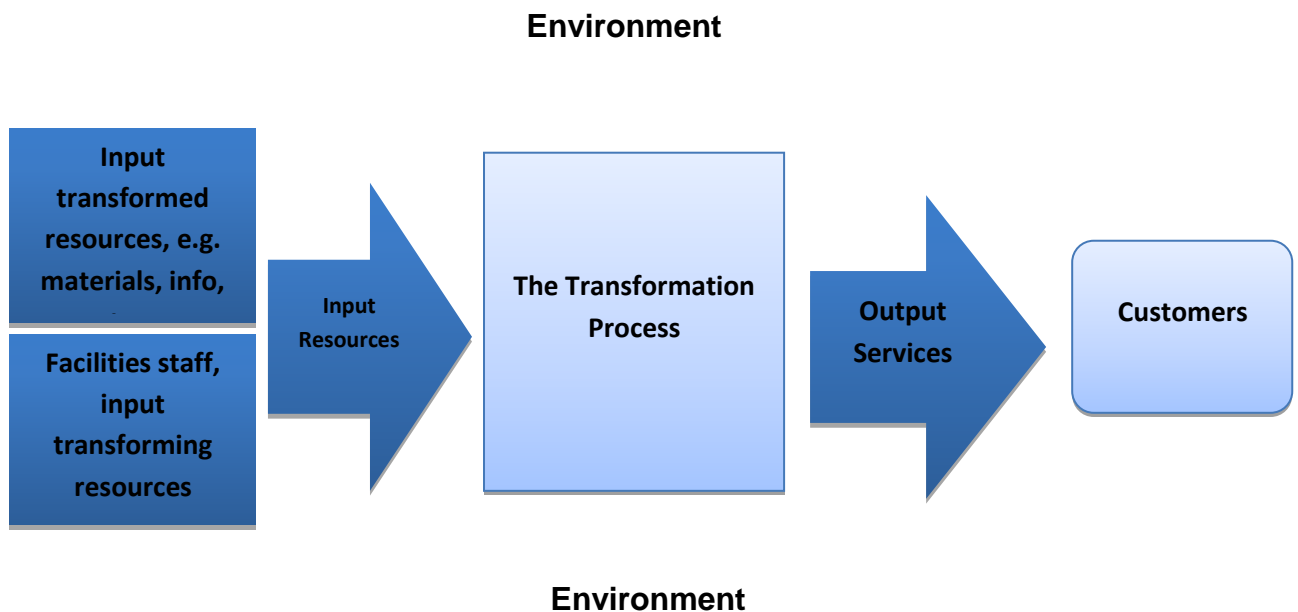 Environment
Input
transformed
resources, e.g.
materials, info,
Facilities staff,
input
transforming
resources
Input
Resources
The Transformation
Process
Output
Services
Customers
Environment